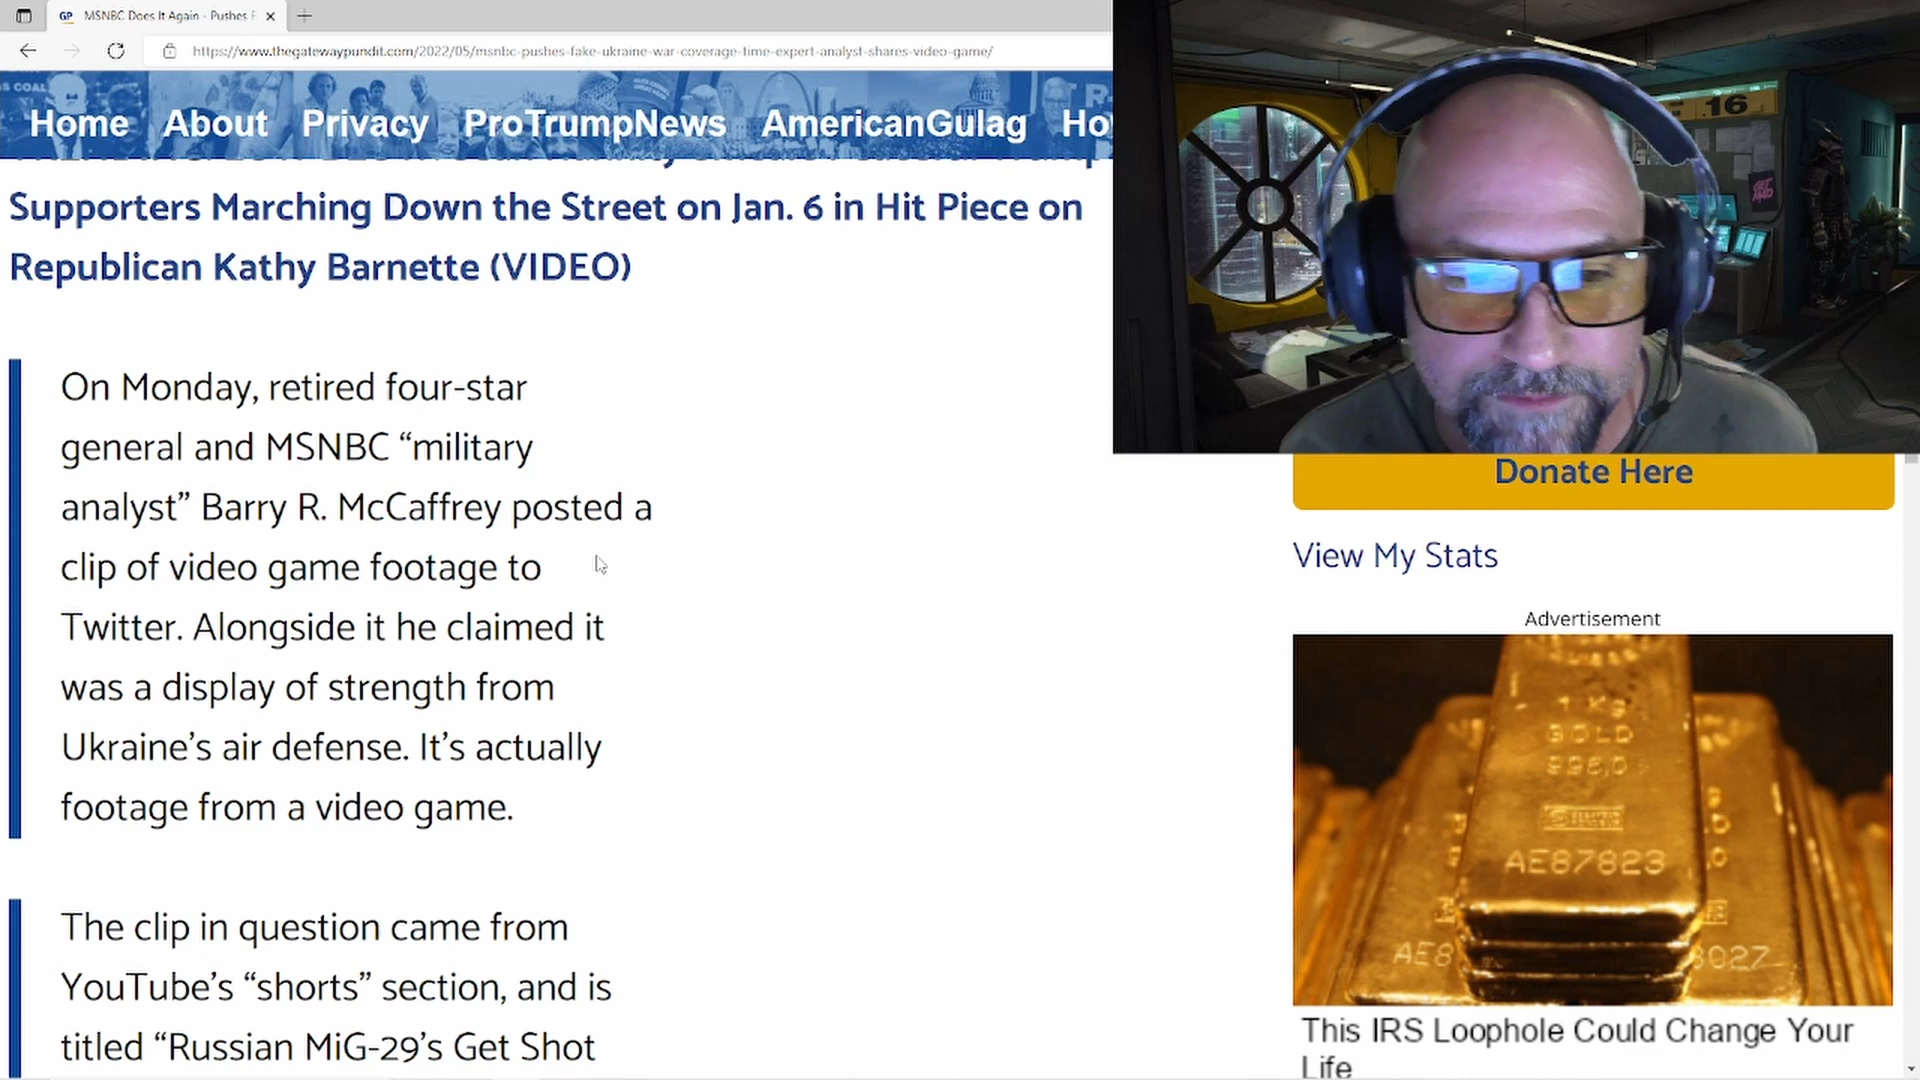 GP MSNBC Does It Again - Pushes F
https://www.thegatewaypundit.com/2022/05/msnbc-pushes-fake-ukraine-war-coverage-time-expert-analyst-shares-video-game/
S COAL
Home About Privacy ProTrumpNews AmericanGulag Ho
Supporters Marching Down the Street on Jan. 6 in Hit Piece on
Republican Kathy Barnette (VIDEO)
On Monday, retired four-star
general and MSNBC “military
analyst” Barry R. McCaffrey posted a
clip of video game footage to
Twitter. Alongside it he claimed it
was a display of strength from
Ukraine’s air defense. It’s actually
footage from a video game.
The clip in question came from
YouTube’s “shorts” section, and is
titled “Russian MiG-29’s Get Shot
16
Donate Here
View My Stats
Advertisement
1 Kg
GOLD
AE87823
AE8
This IRS Loophole Could Change Your
Life